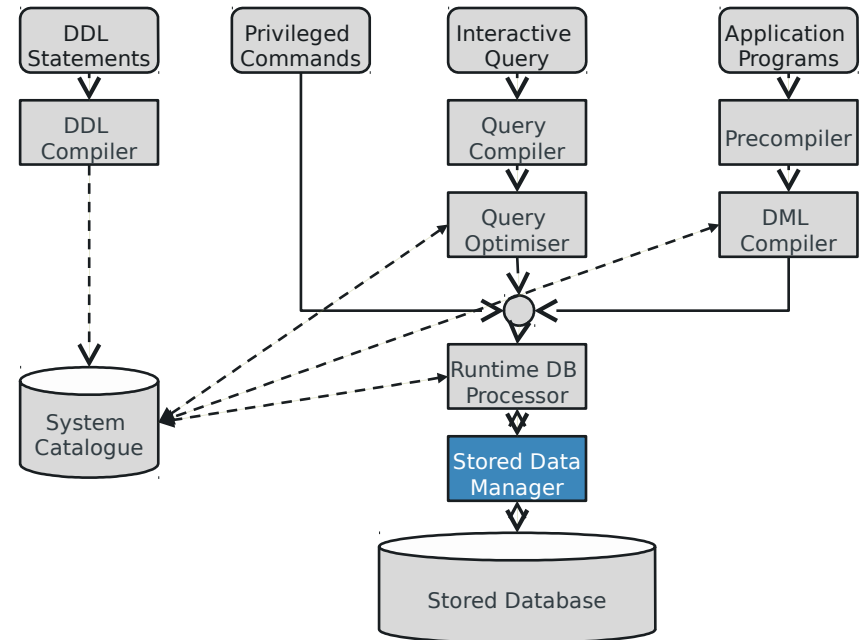 DDL
Statements
Privileged
Commands
Interactive
Query
Application
Programs
DDL
Compiler
Query
Compiler
Precompiler
Query
Optimiser
DML
Compiler
Runtime DB
Processor
System
Catalogue
Stored Data
Manager
Stored Database